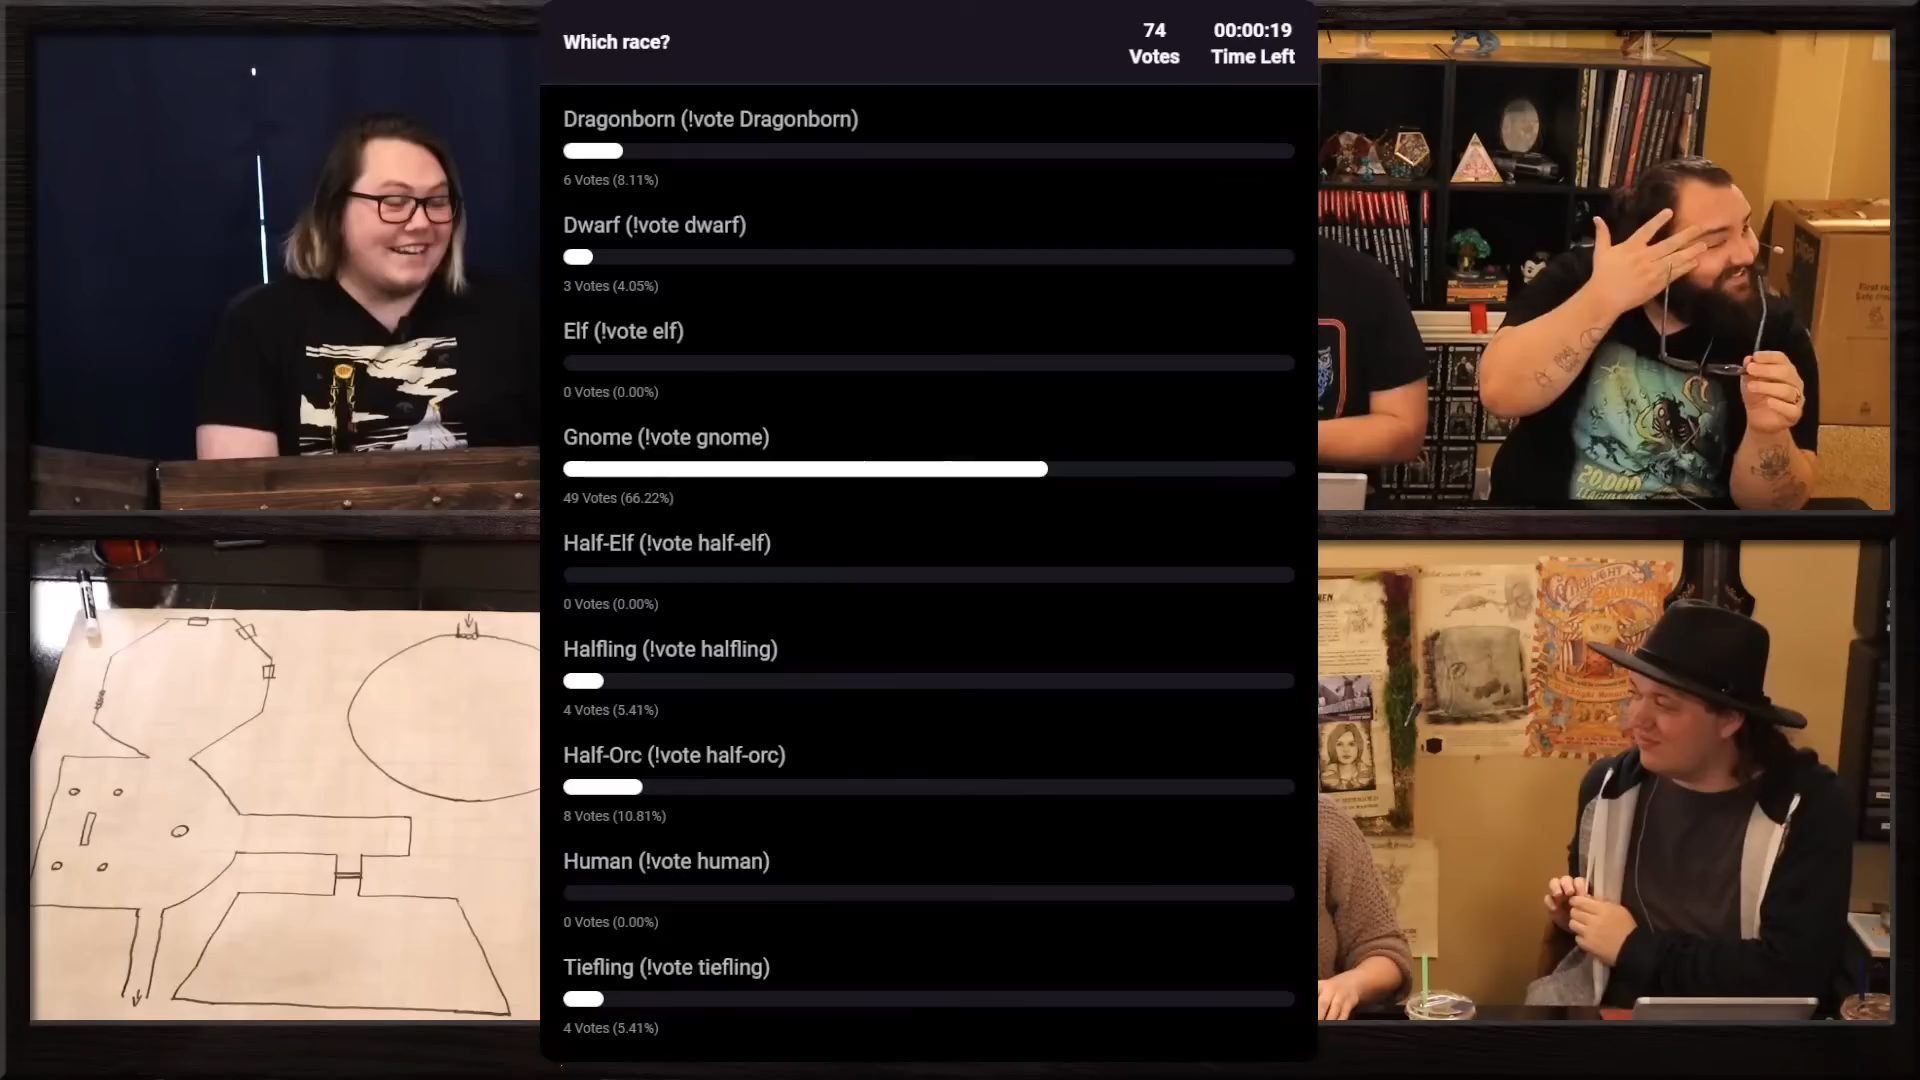 Which race?
74
Votes
00:00:19
Time Left
Dragonborn (!vote Dragonborn)
6 Votes (8.11%)
Dwarf (!vote dwarf)
3 Votes (4.05%)
Elf (!vote elf)
0 Votes (0.00%)
Gnome (!vote gnome)
49 Votes (66.22%)
Half-Elf (!vote half-elf)
0 Votes (0.00%)
Halfling (!vote halfling)
4 Votes (5.41%)
Half-Orc (!vote half-orc)
8 Votes (10.81%)
Human (!vote human)
0 Votes (0.00%)
Tiefling (!vote tiefling)
4 Votes (5.41%)
20,000